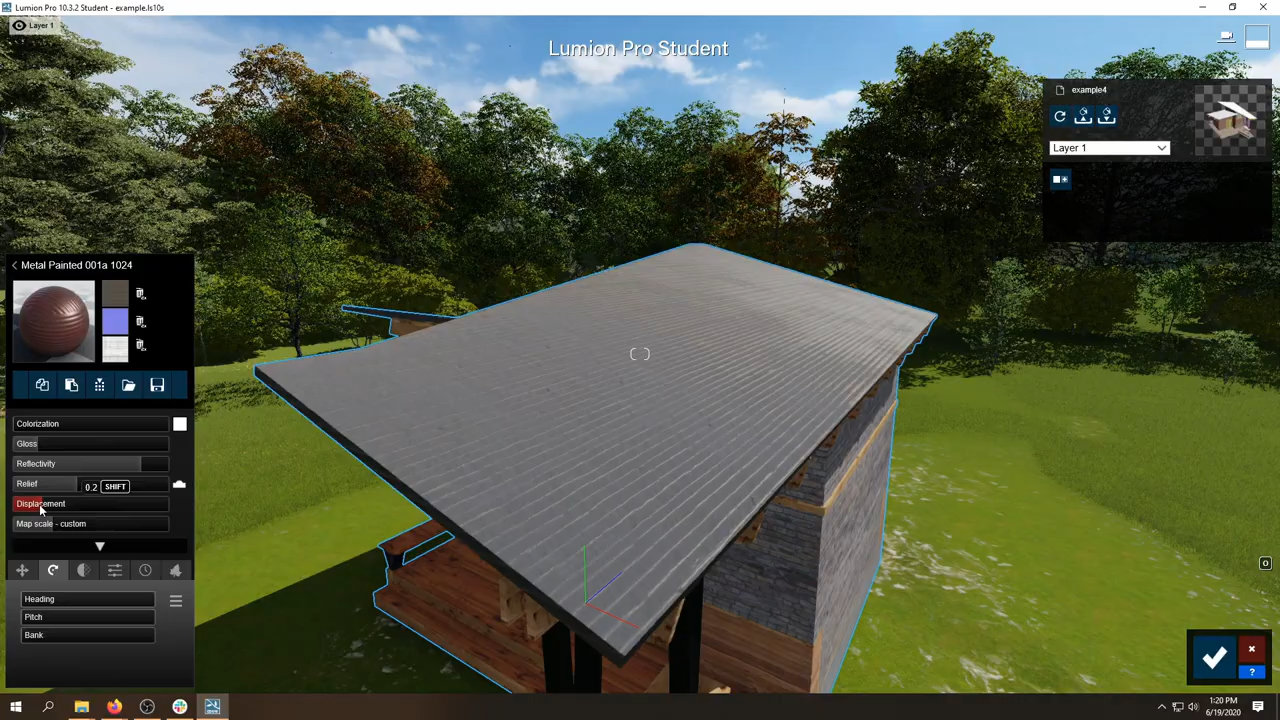 Lumion Pro 10.3.2 Student - example.ls10s
Layer 1
Lumion Pro Student
example4
Layer 1
Metal Painted 001a 1024
Colorization
Gloss
Reflectivity
Relief
0.2 SHIFT
Displacement
Map scale - custom
Heading
Pitch
Bank
O
?
1:20 PM
6/19/2020